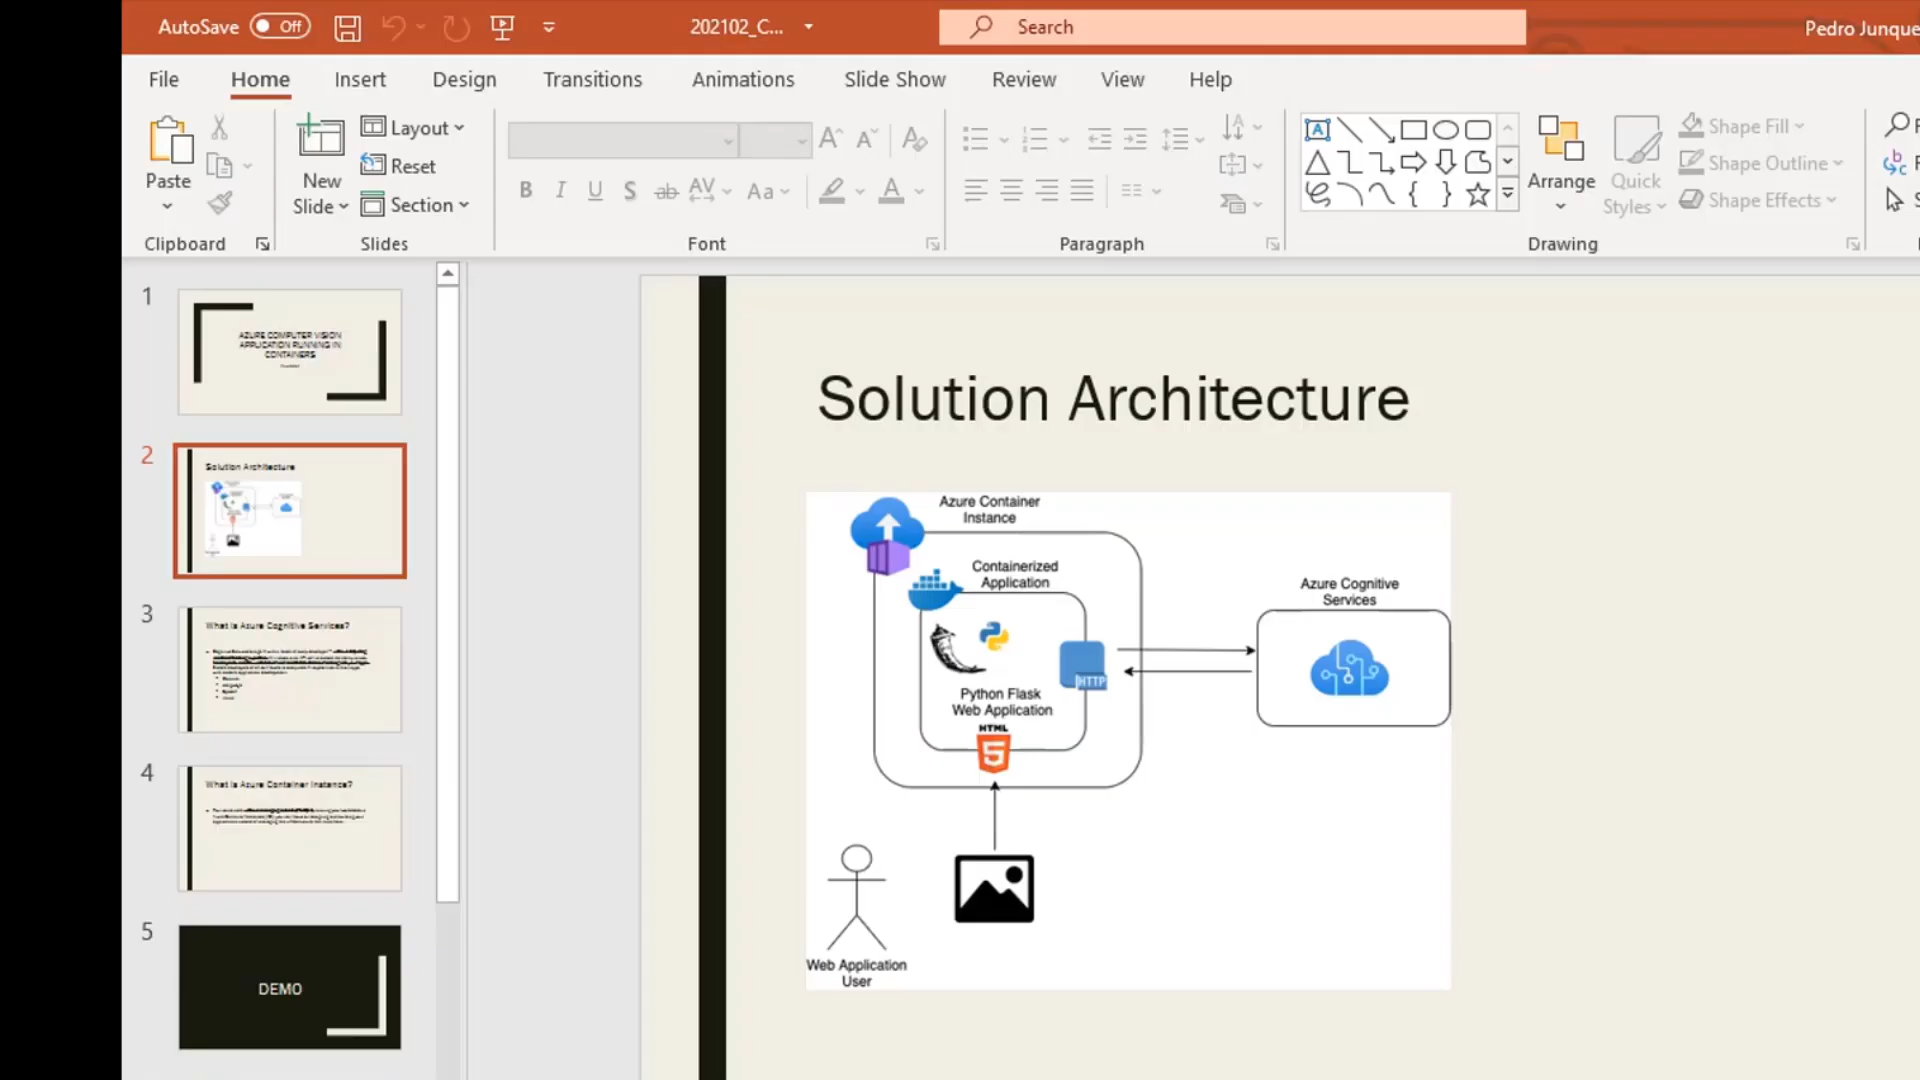 AutoSave Off 202102_C... Search Pedro Junque
File Home Insert Design Transitions Animations Slide Show Review View Help
Paste
New
Slide
Layout
Reset
Section
B I U S ab AV Aa A
Arrange
Quick
Styles
Shape Fill
Shape Outline
Shape Effects
Clipboard Slides Font Paragraph Drawing
1
AZURE COMPUTER VISION
APPLICATION RUNNING IN
CONTAINERS
2
Solution Architecture
3
What is Azure Cognitive Services?
4
What is Azure Container Instance?
5
DEMO
Solution Architecture
Azure Container
Instance
Containerized
Application
Python Flask
Web Application
HTTP
HTML
5
Azure Cognitive
Services
Web Application
User